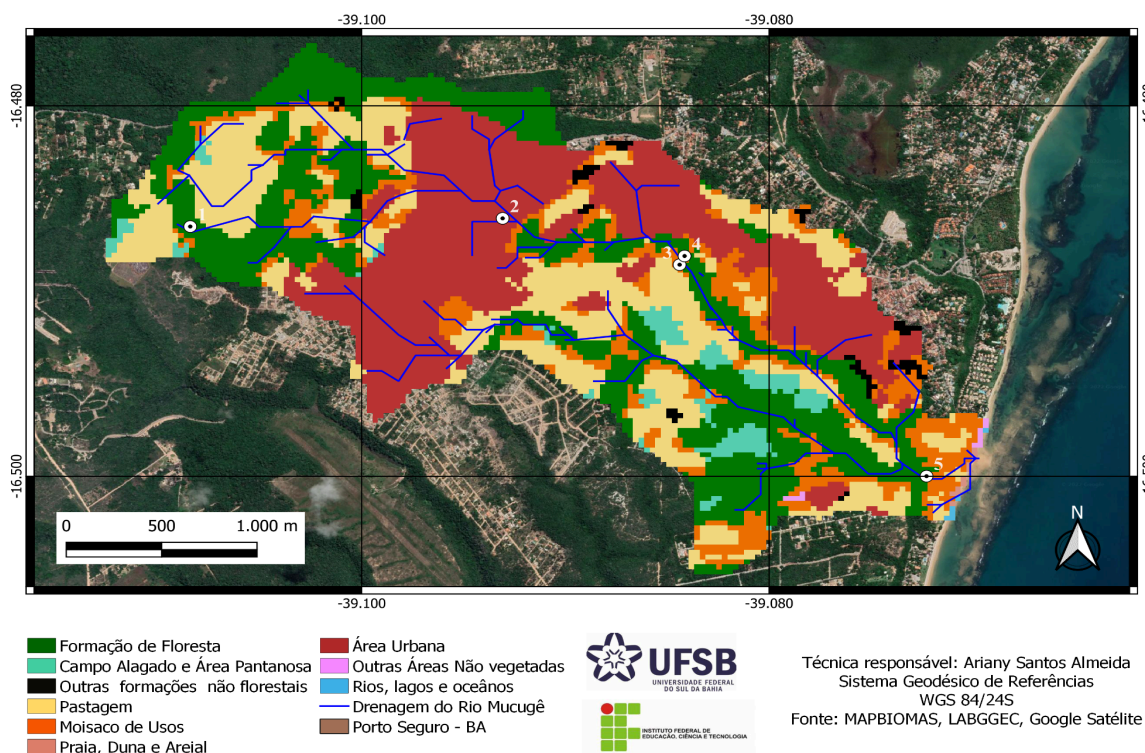 -39.100
-39.080
-16.480
1
2
3
4
5
-16.500
0
500
1.000 m
N
-39.100
-39.080
Formação de Floresta
Campo Alagado e Área Pantanosa
Outras formações não florestais
Pastagem
Moisaco de Usos
Praia, Duna e Areial
Área Urbana
Outras Áreas Não vegetadas
Rios, lagos e oceânos
Drenagem do Rio Mucugê
Porto Seguro - BA
UFSB
UNIVERSIDADE FEDERAL
DO SUL DA BAHIA
INSTITUTO FEDERAL DE
EDUCAÇÃO, CIÊNCIA E TECNOLOGIA
Técnica responsável: Ariany Santos Almeida
Sistema Geodésico de Referências
WGS 84/24S
Fonte: MAPBIOMAS, LABGGEC, Google Satélite